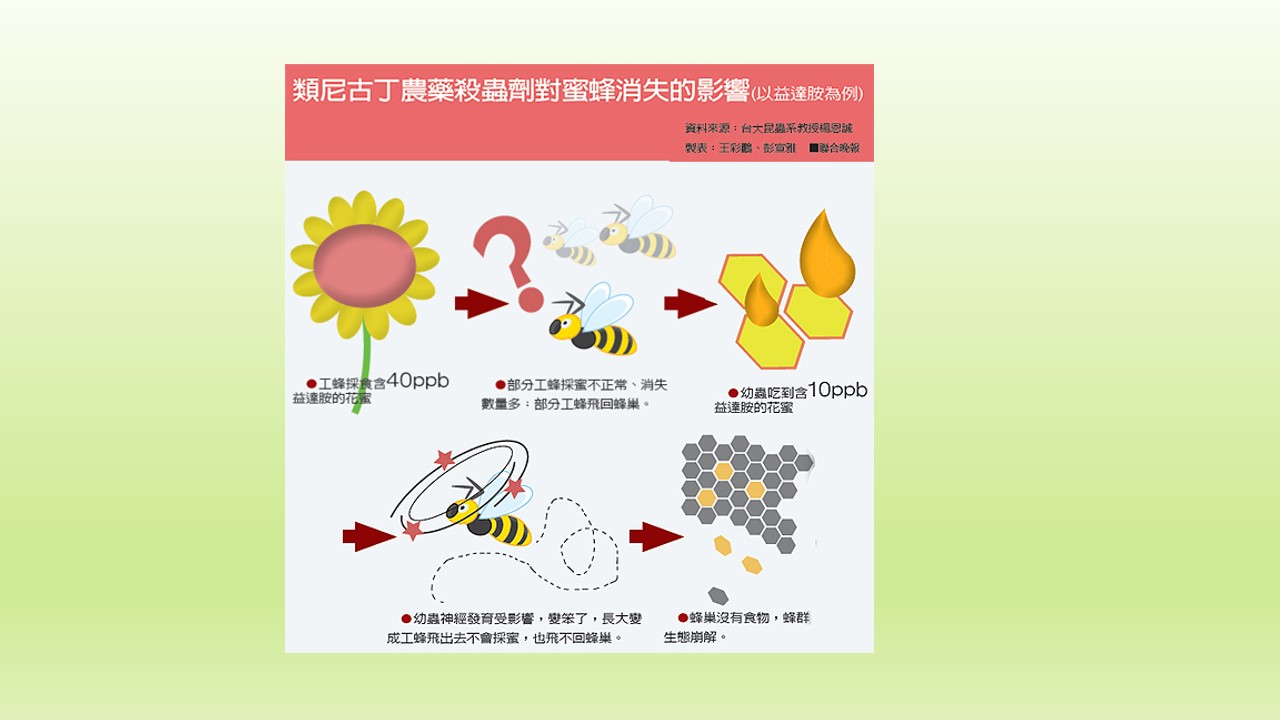 類尼古丁農藥殺蟲劑對蜜蜂消失的影響(以益達胺為例)
資料來源：台大昆蟲系教授楊恩誠
製表：王彩鸝、彭宣雅 ■聯合晚報
●工蜂採食含40ppb
益達胺的花蜜
●部分工蜂採蜜不正常、消失
數量多；部分工蜂飛回蜂巢。
●幼蟲吃到含10ppb
益達胺的花蜜
●幼蟲神經發育受影響，變笨了，長大變
成工蜂飛出去不會採蜜，也飛不回蜂巢。
●蜂巢沒有食物，蜂群
生態崩解。